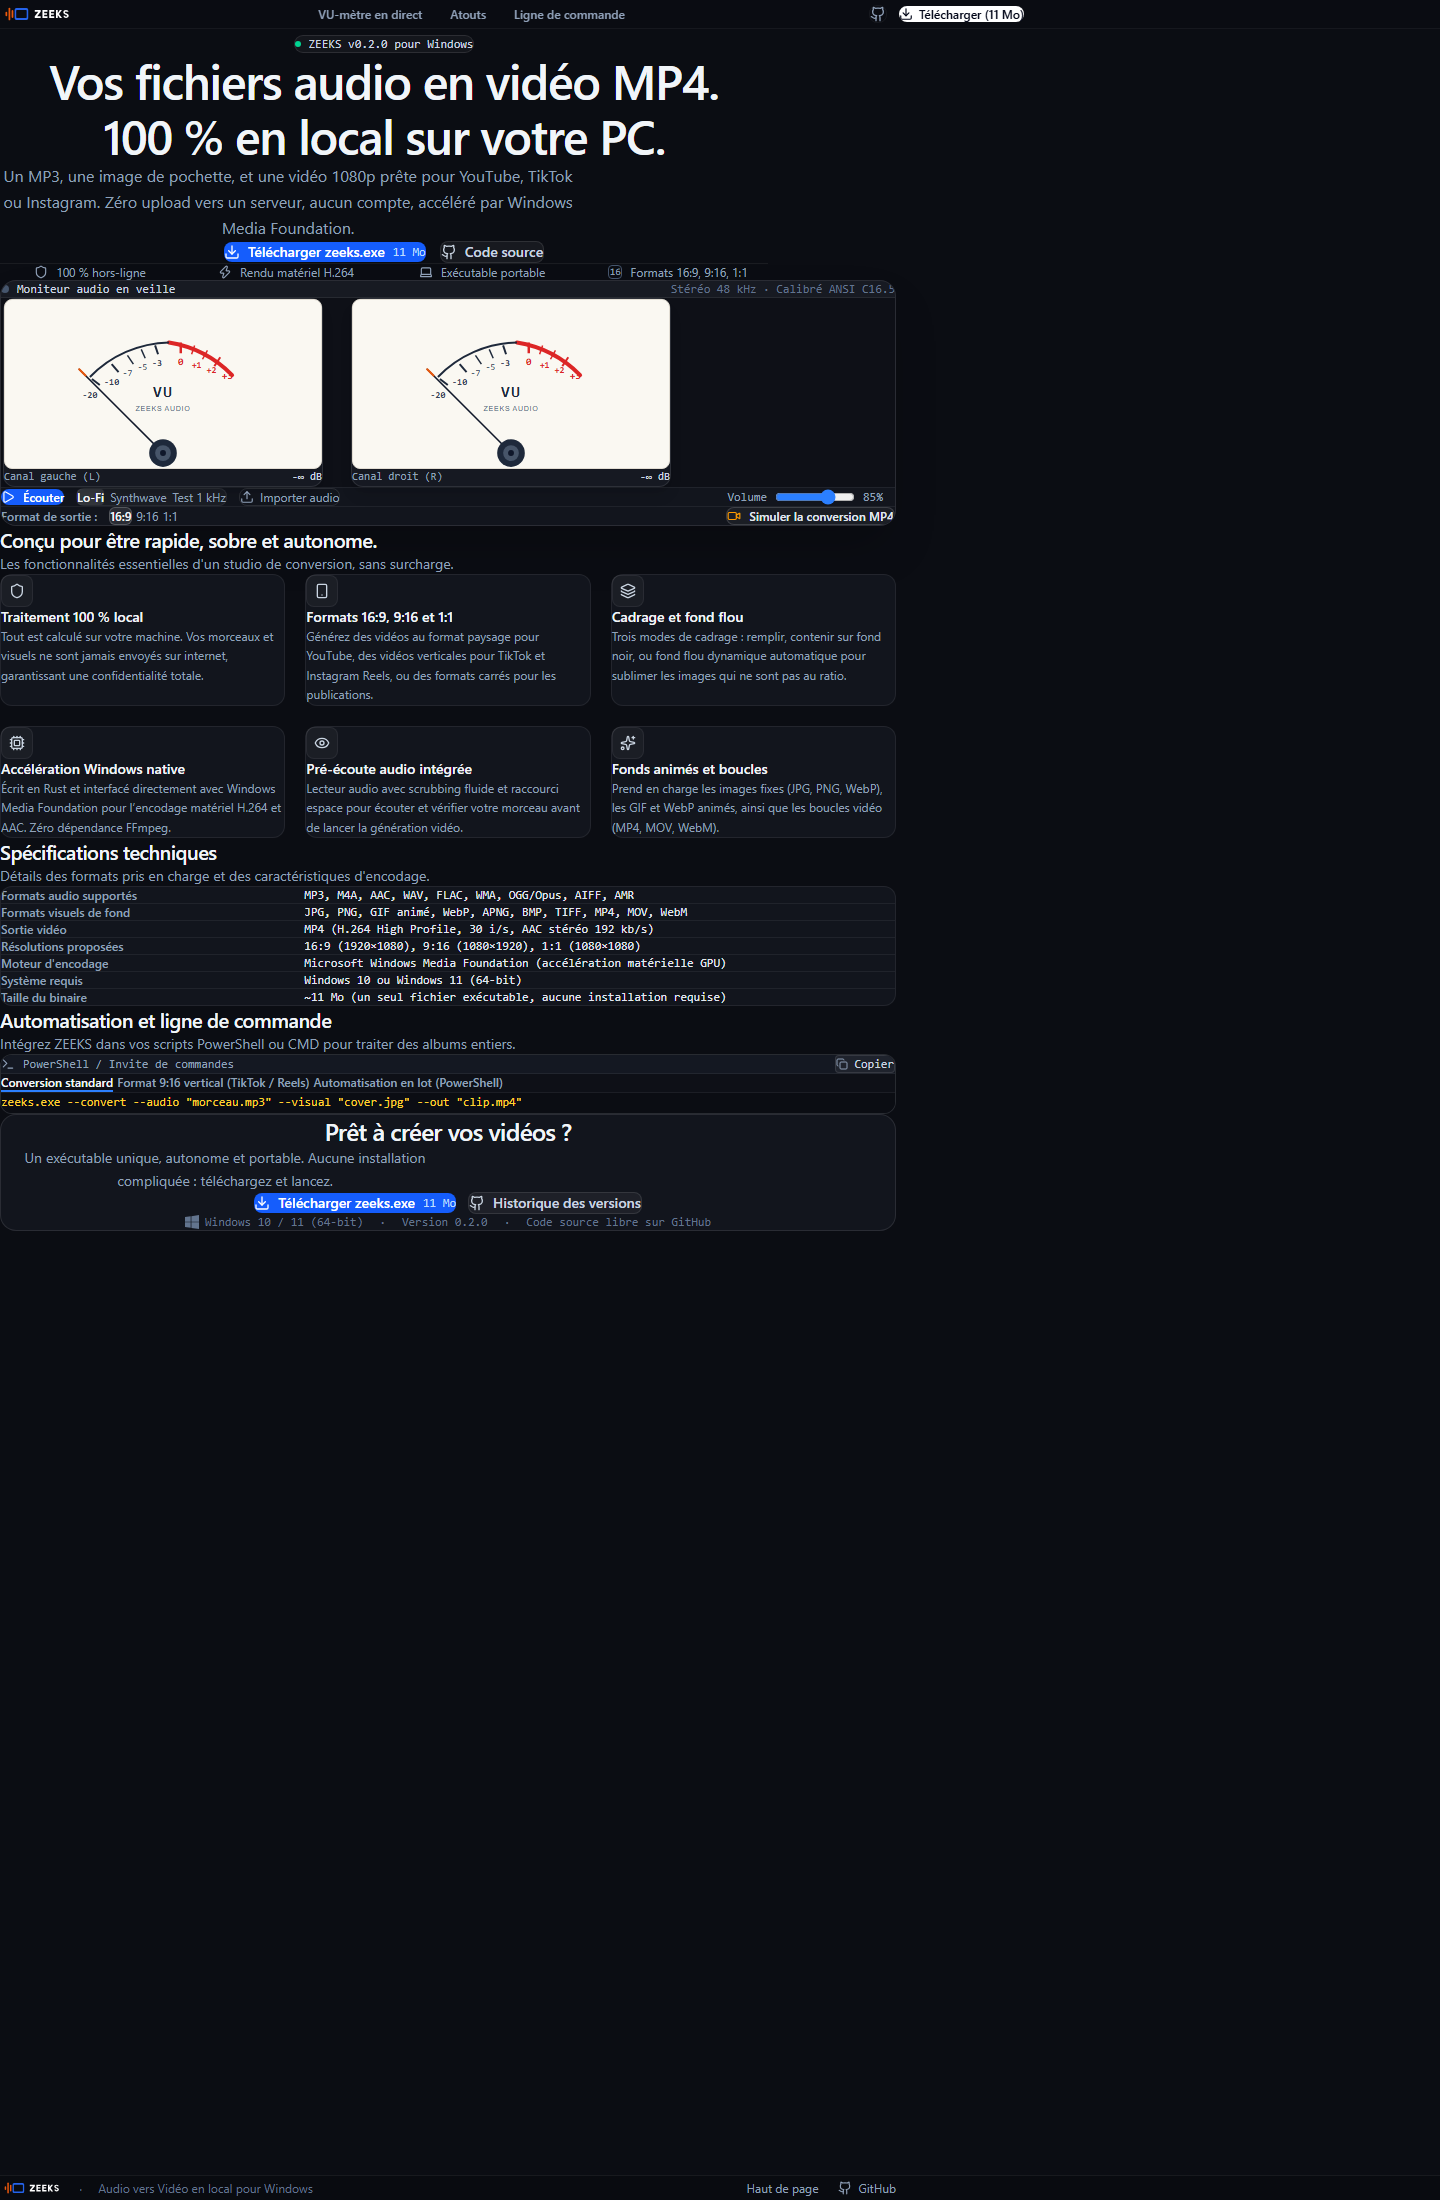 ZEEKS
VU-mètre en direct
Atouts
Ligne de commande
Télécharger (11 Mo)
ZEEKS v0.2.0 pour Windows
Vos fichiers audio en vidéo MP4.
100 % en local sur votre PC.
Un MP3, une image de pochette, et une vidéo 1080p prête pour YouTube, TikTok
ou Instagram. Zéro upload vers un serveur, aucun compte, accéléré par Windows
Media Foundation.
Télécharger zeeks.exe 11 Mo
Code source
100 % hors-ligne
Rendu matériel H.264
Exécutable portable
16 Formats 16:9, 9:16, 1:1
Moniteur audio en veille
Stéréo 48 kHz · Calibré ANSI C16.5
-20 -10 -7 -5 -3 0 +1 +2 +3
VU
ZEEKS AUDIO
Canal gauche (L) -∞ dB
-20 -10 -7 -5 -3 0 +1 +2 +3
VU
ZEEKS AUDIO
Canal droit (R) -∞ dB
Écouter
Lo-Fi Synthwave Test 1 kHz
Importer audio
Volume 85%
Format de sortie : 16:9 9:16 1:1
Simuler la conversion MP4
Conçu pour être rapide, sobre et autonome.
Les fonctionnalités essentielles d'un studio de conversion, sans surcharge.
Traitement 100 % local
Tout est calculé sur votre machine. Vos morceaux et
visuels ne sont jamais envoyés sur internet,
garantissant une confidentialité totale.
Formats 16:9, 9:16 et 1:1
Générez des vidéos au format paysage pour
YouTube, des vidéos verticales pour TikTok et
Instagram Reels, ou des formats carrés pour les
publications.
Cadrage et fond flou
Trois modes de cadrage : remplir, contenir sur fond
noir, ou fond flou dynamique automatique pour
sublimer les images qui ne sont pas au ratio.
Accélération Windows native
Écrit en Rust et interfacé directement avec Windows
Media Foundation pour l'encodage matériel H.264 et
AAC. Zéro dépendance FFmpeg.
Pré-écoute audio intégrée
Lecteur audio avec scrubbing fluide et raccourci
espace pour écouter et vérifier votre morceau avant
de lancer la génération vidéo.
Fonds animés et boucles
Prend en charge les images fixes (JPG, PNG, WebP),
les GIF et WebP animés, ainsi que les boucles vidéo
(MP4, MOV, WebM).
Spécifications techniques
Détails des formats pris en charge et des caractéristiques d'encodage.
Formats audio supportés MP3, M4A, AAC, WAV, FLAC, WMA, OGG/Opus, AIFF, AMR
Formats visuels de fond JPG, PNG, GIF animé, WebP, APNG, BMP, TIFF, MP4, MOV, WebM
Sortie vidéo MP4 (H.264 High Profile, 30 i/s, AAC stéréo 192 kb/s)
Résolutions proposées 16:9 (1920×1080), 9:16 (1080×1920), 1:1 (1080×1080)
Moteur d'encodage Microsoft Windows Media Foundation (accélération matérielle GPU)
Système requis Windows 10 ou Windows 11 (64-bit)
Taille du binaire ~11 Mo (un seul fichier exécutable, aucune installation requise)
Automatisation et ligne de commande
Intégrez ZEEKS dans vos scripts PowerShell ou CMD pour traiter des albums entiers.
PowerShell / Invite de commandes
Copier
Conversion standard Format 9:16 vertical (TikTok / Reels) Automatisation en lot (PowerShell)
zeeks.exe --convert --audio "morceau.mp3" --visual "cover.jpg" --out "clip.mp4"
Prêt à créer vos vidéos ?
Un exécutable unique, autonome et portable. Aucune installation
compliquée : téléchargez et lancez.
Télécharger zeeks.exe 11 Mo
Historique des versions
Windows 10 / 11 (64-bit) · Version 0.2.0 · Code source libre sur GitHub
ZEEKS · Audio vers Vidéo en local pour Windows
Haut de page
GitHub